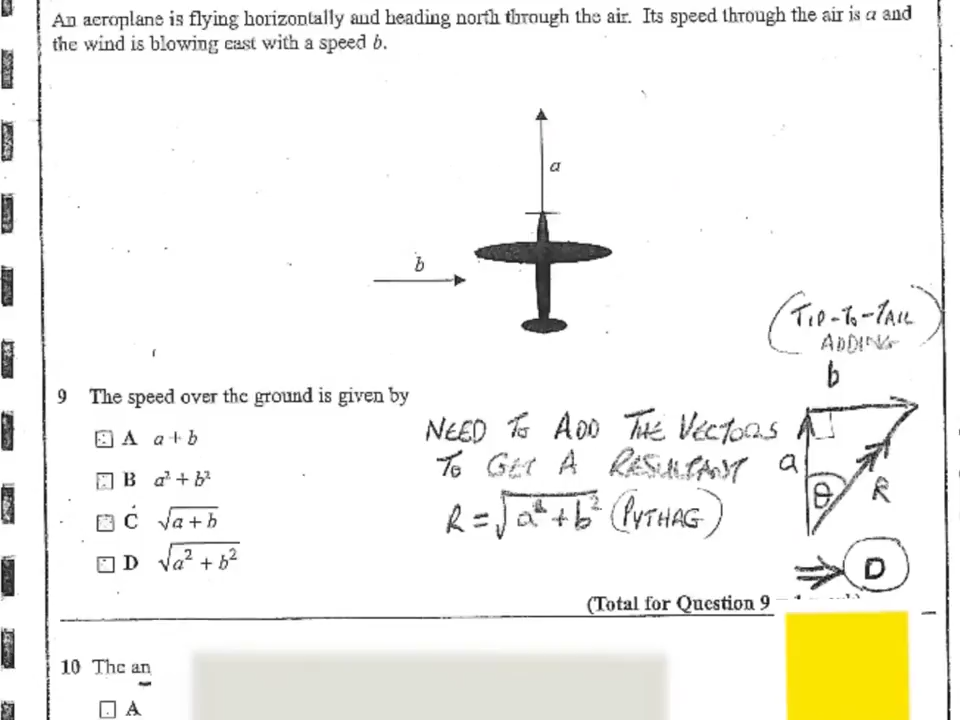 An aeroplane is flying horizontally and heading north through the air. Its speed through the air is a and
the wind is blowing east with a speed b.
a
b
(TIP-TO-TAIL
ADDING)
b
9 The speed over the ground is given by
A a + b
B a² + b²
C √a + b
D √a² + b²
NEED TO ADD THE VECTORS
TO GET A RESULTANT
R = √a² + b² (PYTHAG)
a
θ
R
⇒ D
(Total for Question 9
10 The an
A